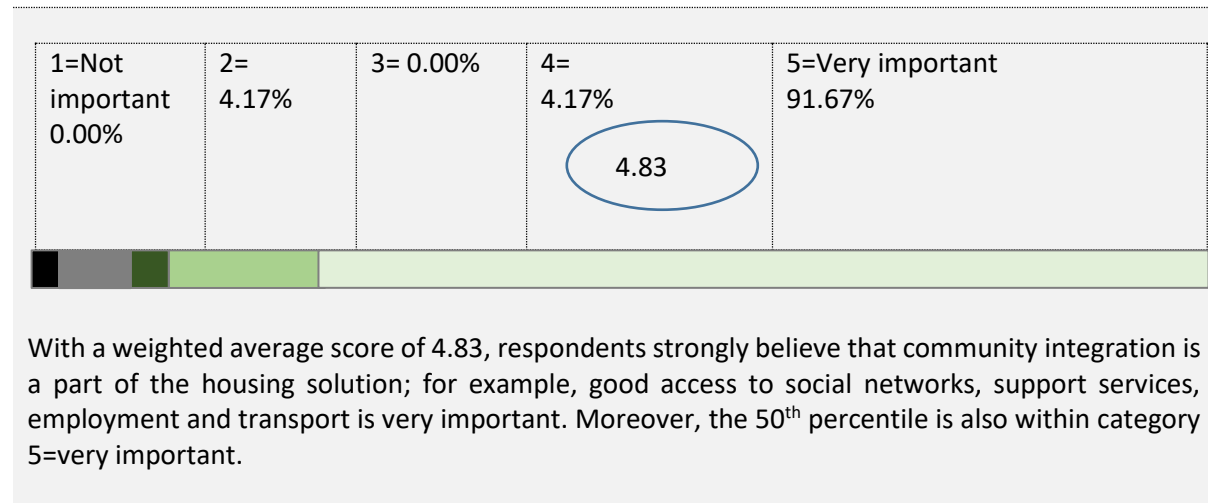 1=Not important 0.00%
2= 4.17%
3= 0.00%
4= 4.17%
5=Very important 91.67%
4.83
With a weighted average score of 4.83, respondents strongly believe that community integration is
a part of the housing solution; for example, good access to social networks, support services,
employment and transport is very important. Moreover, the 50th percentile is also within category
5=very important.